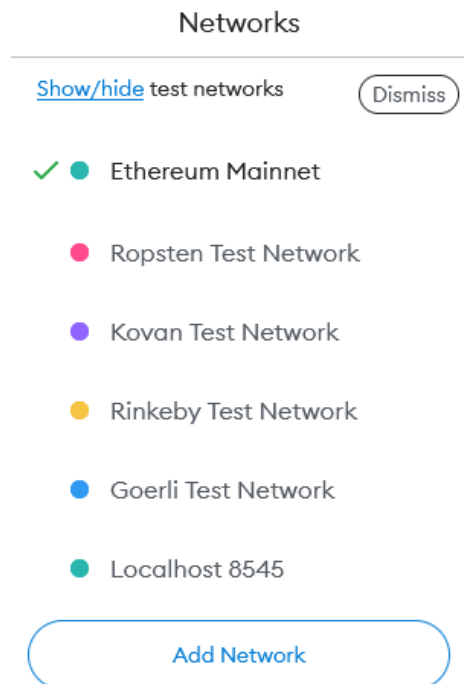 Networks
Show/hide test networks
Dismiss
Ethereum Mainnet
Ropsten Test Network
Kovan Test Network
Rinkeby Test Network
Goerli Test Network
Localhost 8545
Add Network